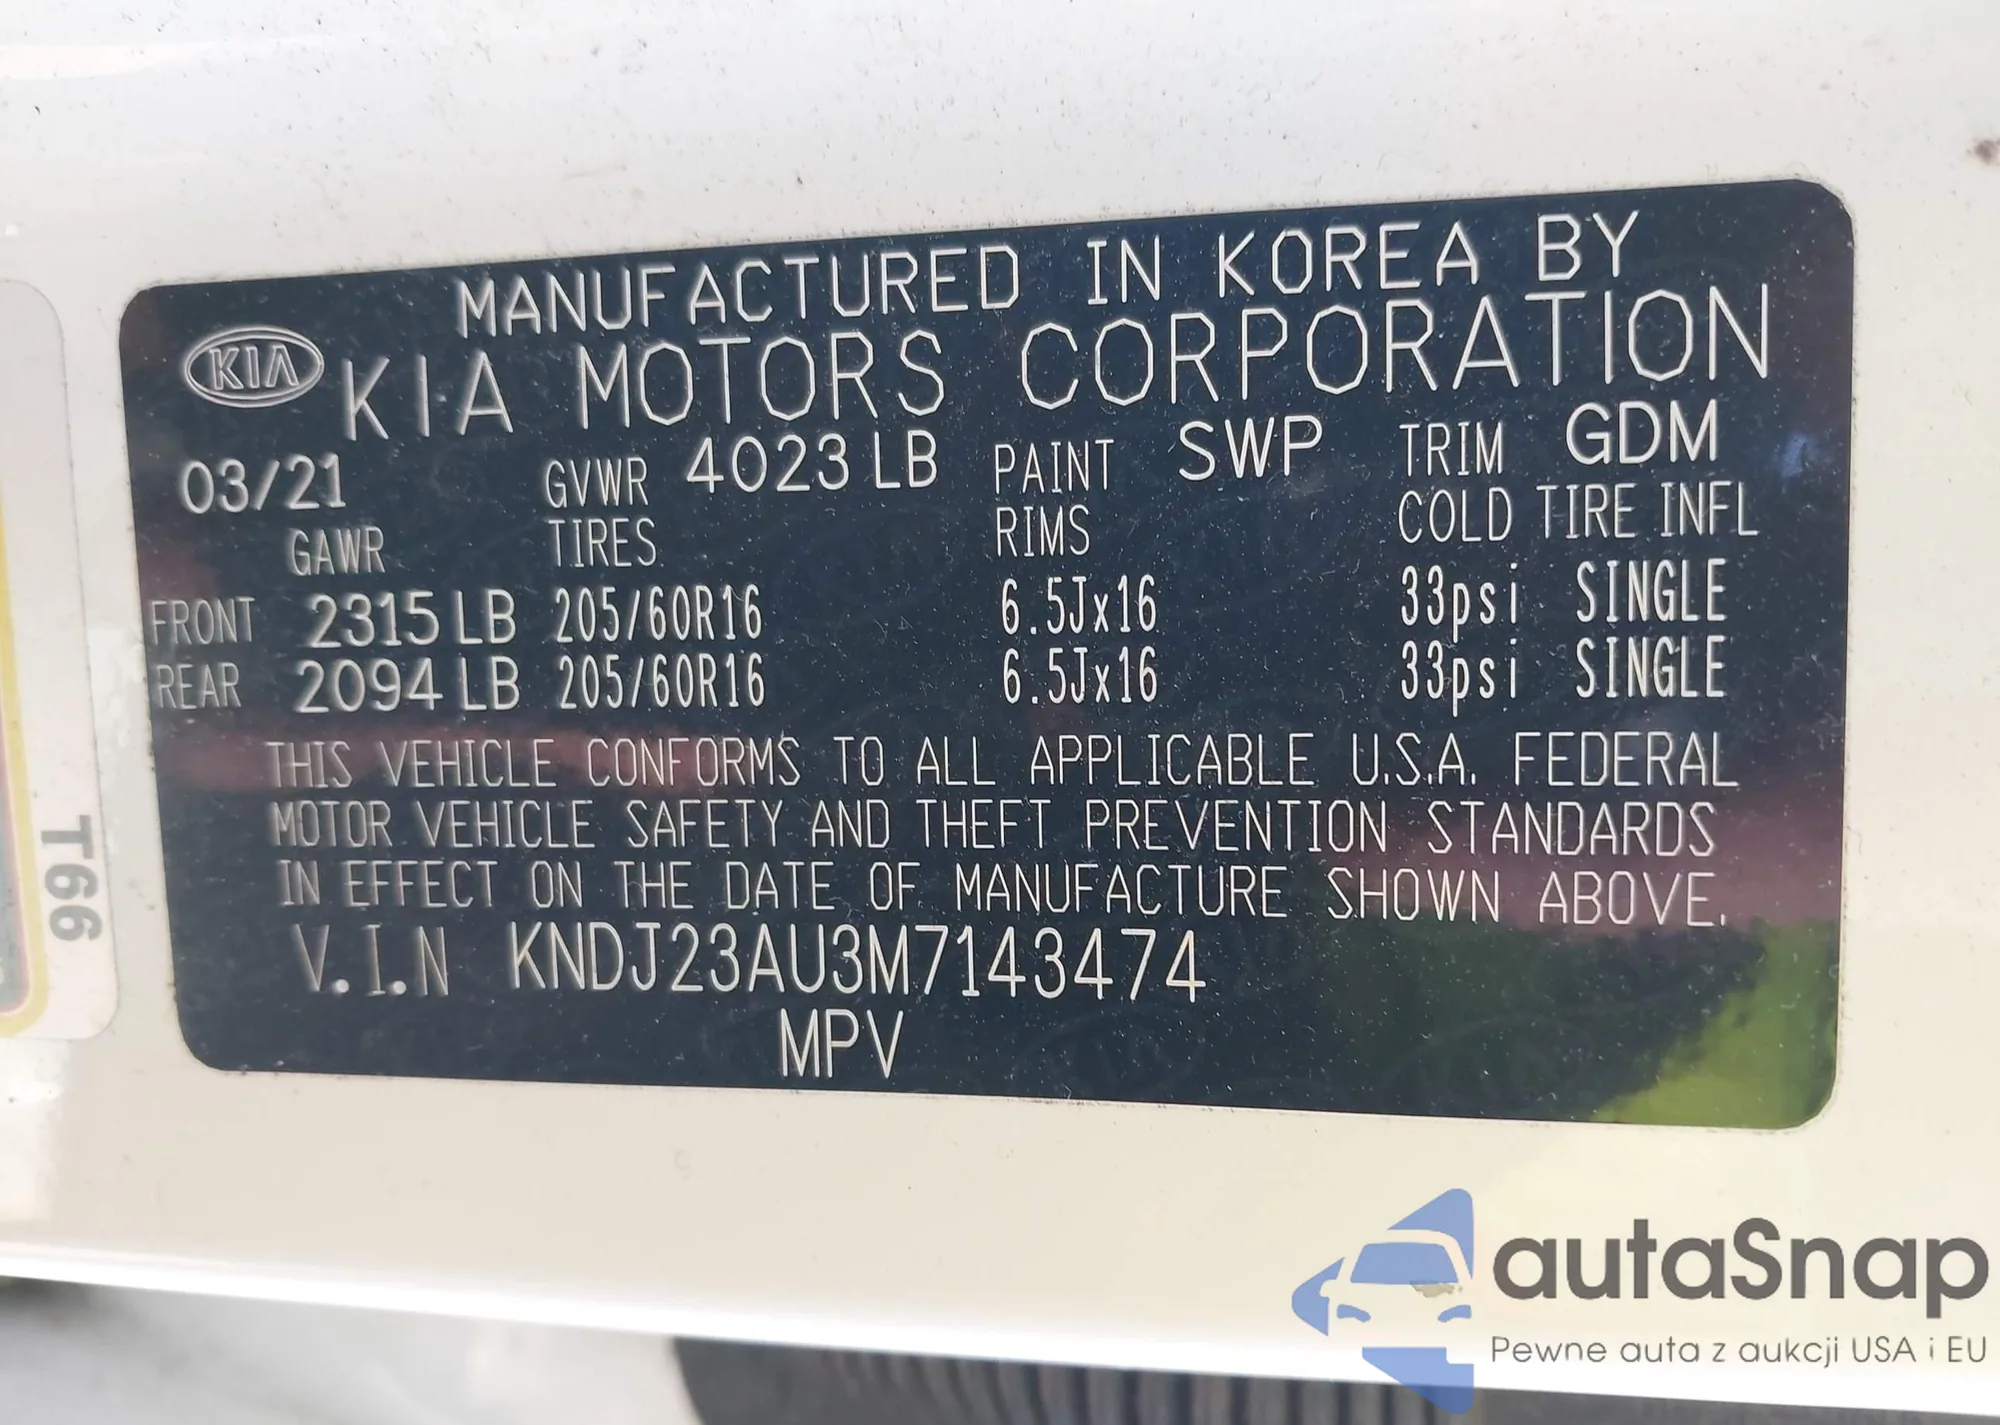 MANUFACTURED IN KOREA BY
KIA KIA MOTORS CORPORATION
03/21 GVWR 4023 LB PAINT SWP TRIM GDM
GAWR TIRES RIMS COLD TIRE INFL
FRONT 2315 LB 205/60R16 6.5Jx16 33psi SINGLE
REAR 2094 LB 205/60R16 6.5Jx16 33psi SINGLE
THIS VEHICLE CONFORMS TO ALL APPLICABLE U.S.A. FEDERAL
MOTOR VEHICLE SAFETY AND THEFT PREVENTION STANDARDS
IN EFFECT ON THE DATE OF MANUFACTURE SHOWN ABOVE.
V.I.N KNDJ23AU3M7143474
MPV
T66
autaSnap
Pewne auta z aukcji USA i EU